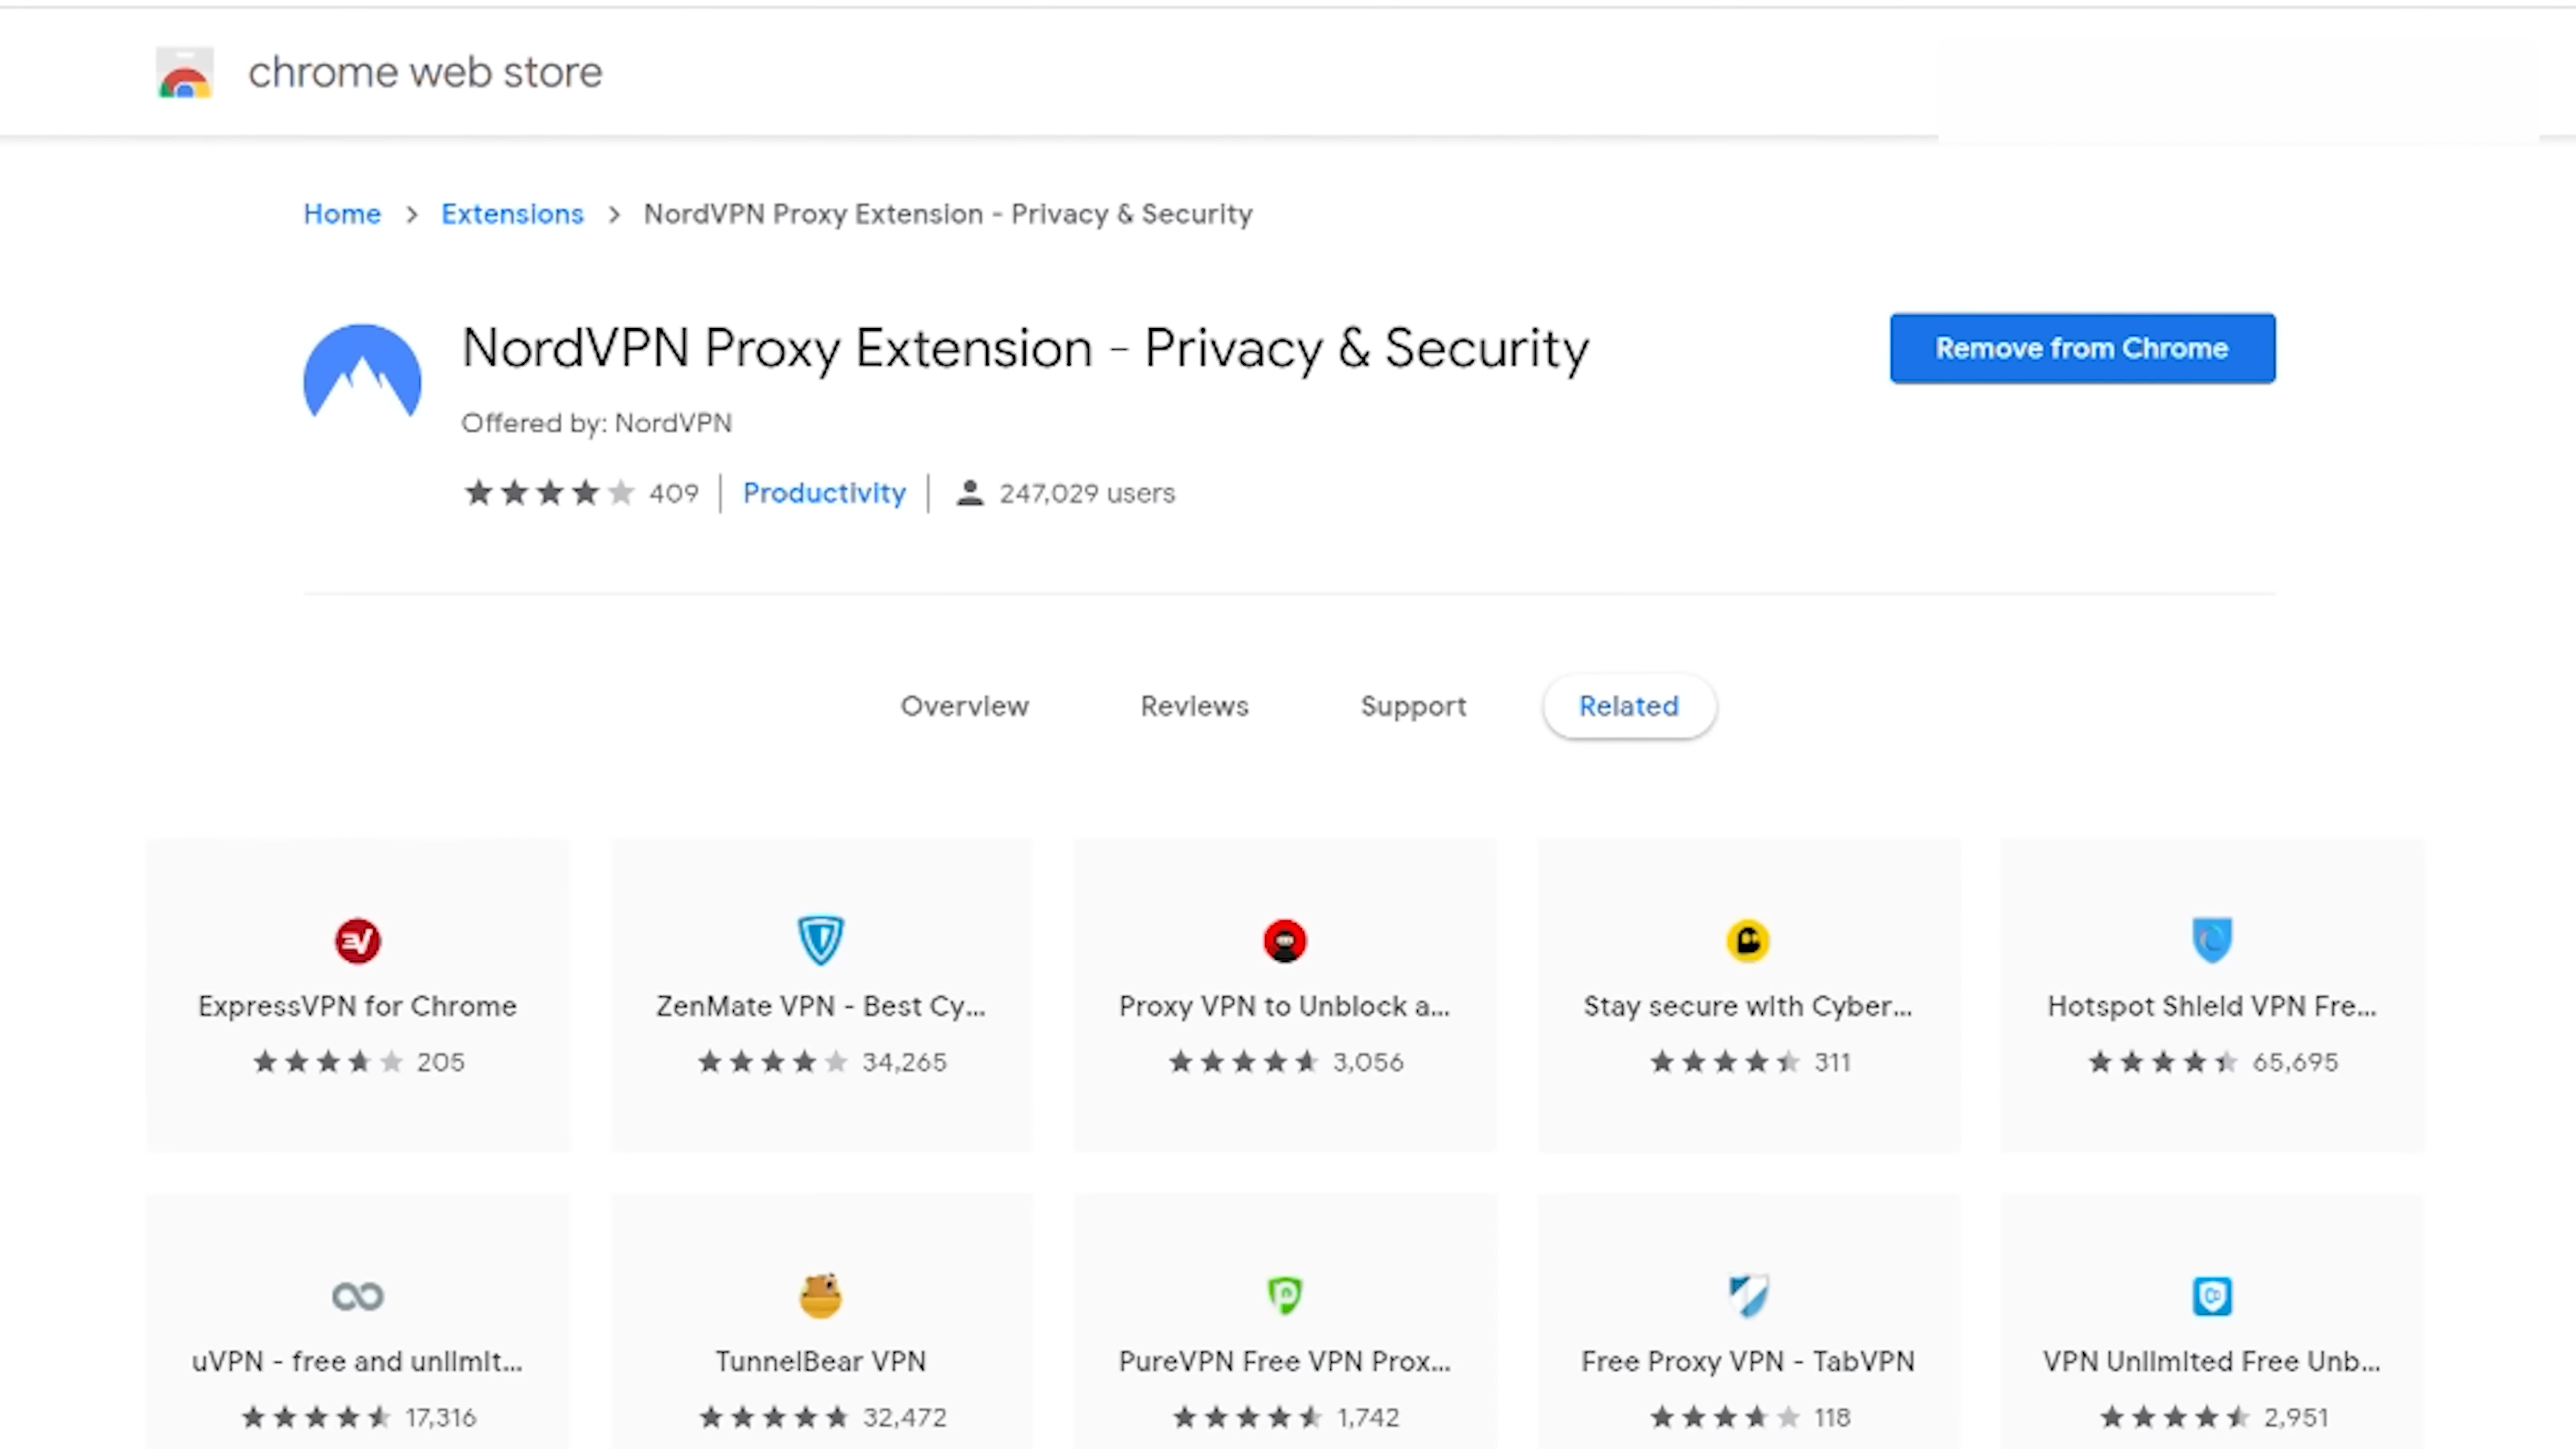 chrome web store
Home > Extensions > NordVPN Proxy Extension - Privacy & Security
NordVPN Proxy Extension - Privacy & Security
Remove from Chrome
Offered by: NordVPN
409 | Productivity | 247,029 users
Overview Reviews Support Related
ExpressVPN for Chrome
205
ZenMate VPN - Best Cy...
34,265
Proxy VPN to Unblock a...
3,056
Stay secure with Cyber...
311
Hotspot Shield VPN Fre...
65,695
uVPN - free and unlimit...
17,316
TunnelBear VPN
32,472
PureVPN Free VPN Prox...
1,742
Free Proxy VPN - TabVPN
118
VPN Unlimited Free Unb...
2,951